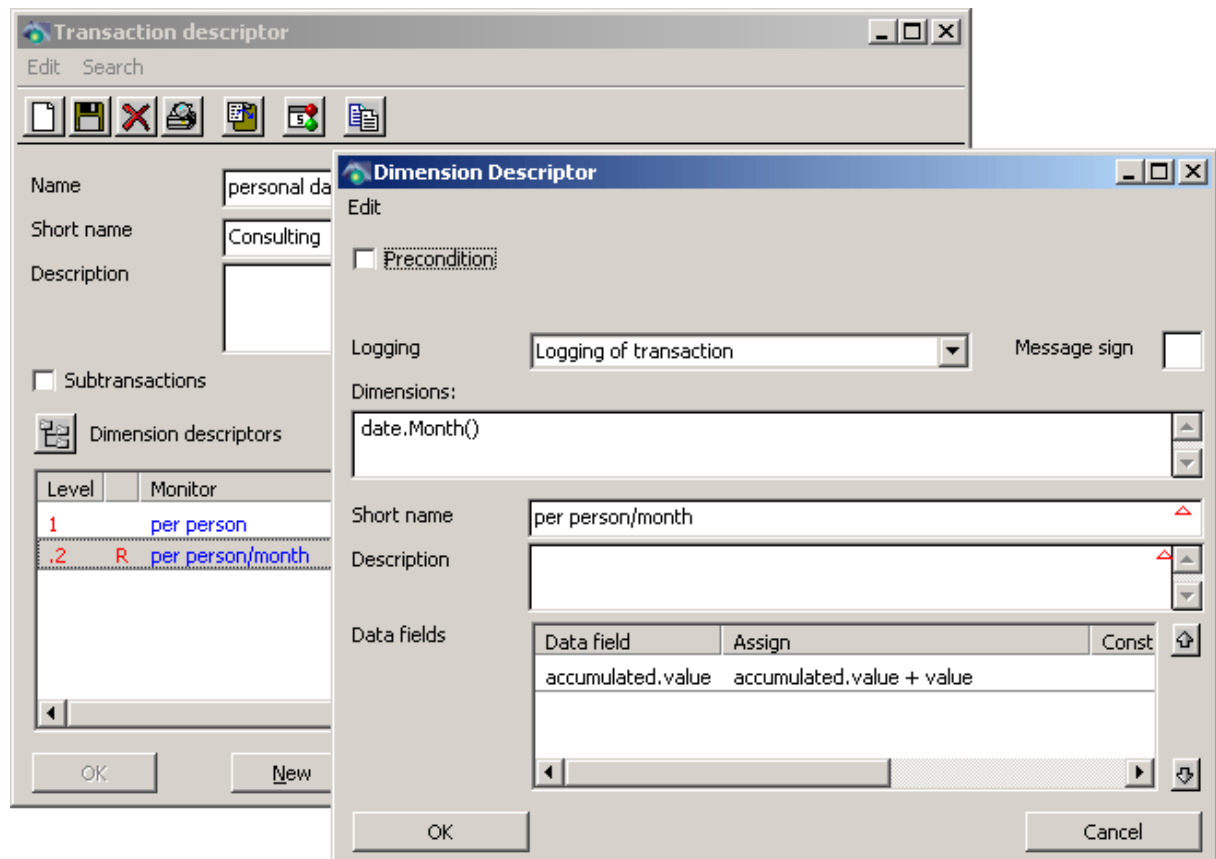 Transaction descriptor
Edit Search
Name
personal da
Short name
Consulting
Description
Subtransactions
Dimension descriptors
Level Monitor
1 per person
.2 R per person/month
OK
New
Dimension Descriptor
Edit
Precondition
Logging
Logging of transaction
Message sign
Dimensions:
date.Month()
Short name
per person/month
Description
Data fields
Data field Assign Const
accumulated.value accumulated.value + value
OK
Cancel